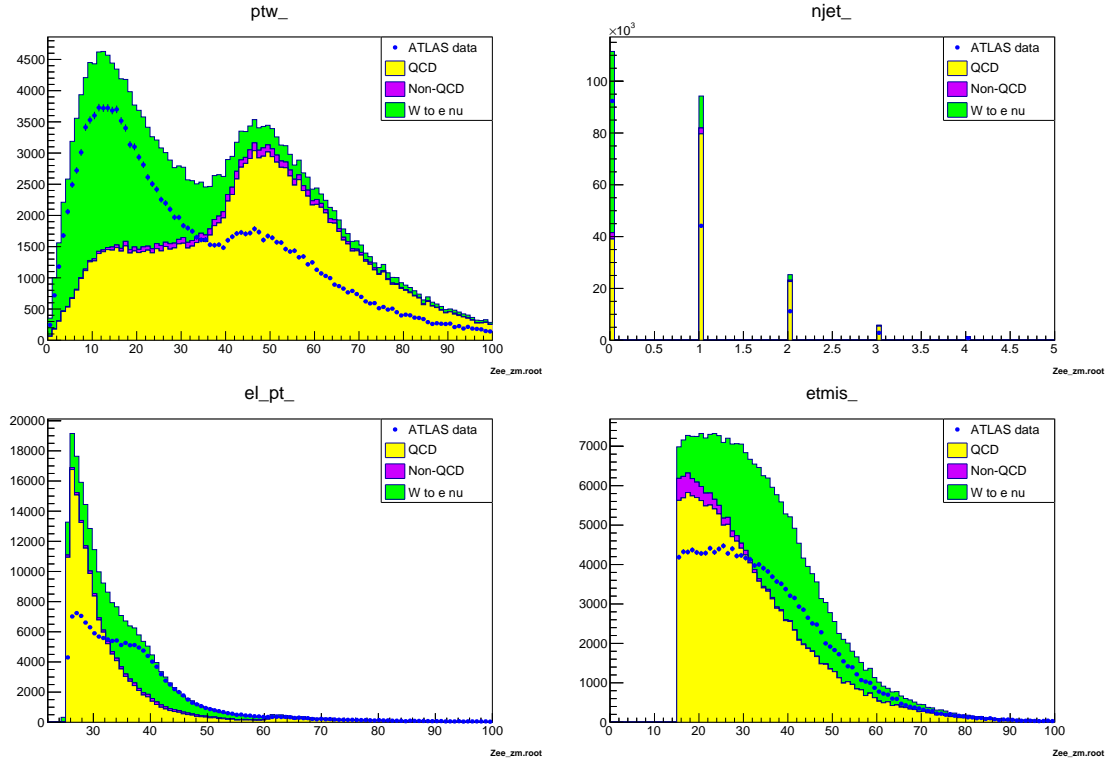 ptw_
4500
4000
3500
3000
2500
2000
1500
1000
500
0
0 10 20 30 40 50 60 70 80 90 100
ATLAS data
QCD
Non-QCD
W to e nu
Zee_zm.root
njet_
×10³
100
80
60
40
20
0
0 0.5 1 1.5 2 2.5 3 3.5 4 4.5 5
ATLAS data
QCD
Non-QCD
W to e nu
Zee_zm.root
el_pt_
20000
18000
16000
14000
12000
10000
8000
6000
4000
2000
0
30 40 50 60 70 80 90 100
ATLAS data
QCD
Non-QCD
W to e nu
Zee_zm.root
etmis_
7000
6000
5000
4000
3000
2000
1000
0
0 10 20 30 40 50 60 70 80 90 100
ATLAS data
QCD
Non-QCD
W to e nu
Zee_zm.root